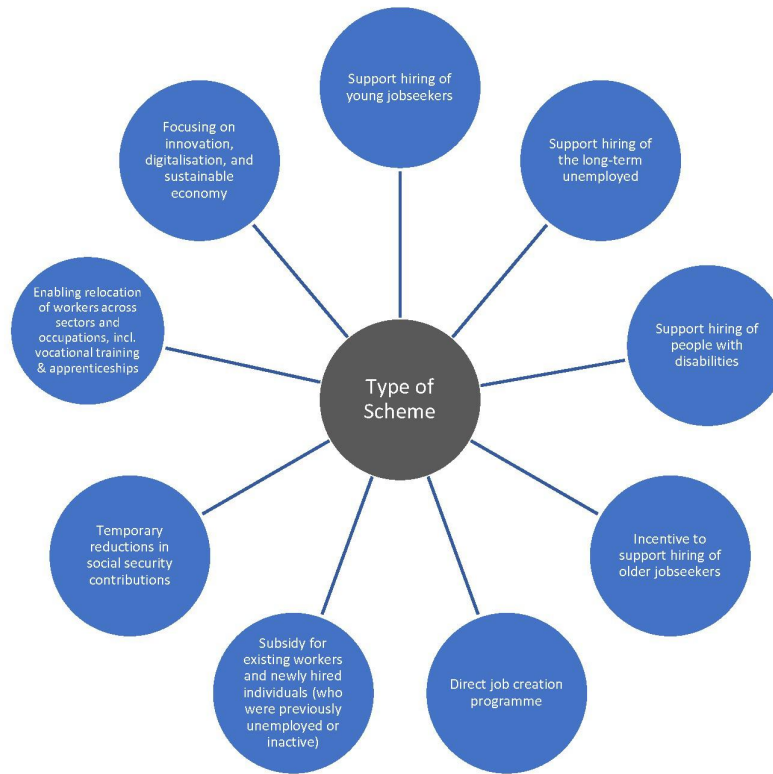 Support hiring of
young jobseekers
Support hiring of
the long-term
unemployed
Support hiring of
people with
disabilities
Incentive to
support hiring of
older jobseekers
Direct job creation
programme
Subsidy for
existing workers
and newly hired
individuals (who
were previously
unemployed or
inactive)
Temporary
reductions in
social security
contributions
Enabling relocation
of workers across
sectors and
occupations, incl.
vocational training
& apprenticeships
Focusing on
innovation,
digitalisation, and
sustainable
economy
Type of
Scheme